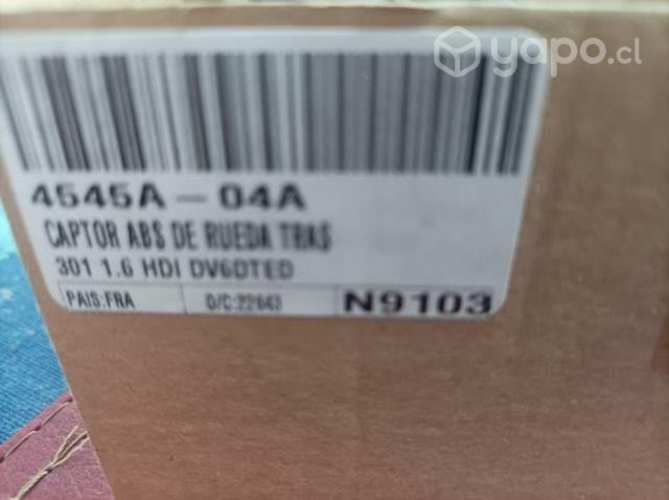 yapo.cl
4545A - 04A
CAPTOR ABS DE RUEDA TRAS
301 1.6 HDI DV6DTED
PAIS:FRA O/C:22643 N9103